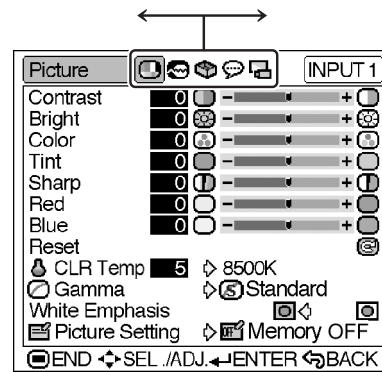 Picture INPUT 1
Contrast 0 - +
Bright 0 - +
Color 0 - +
Tint 0 - +
Sharp 0 - +
Red 0 - +
Blue 0 - +
Reset
CLR Temp 5 8500K
Gamma S Standard
White Emphasis
Picture Setting Memory OFF
END SEL ./ADJ. ENTER BACK